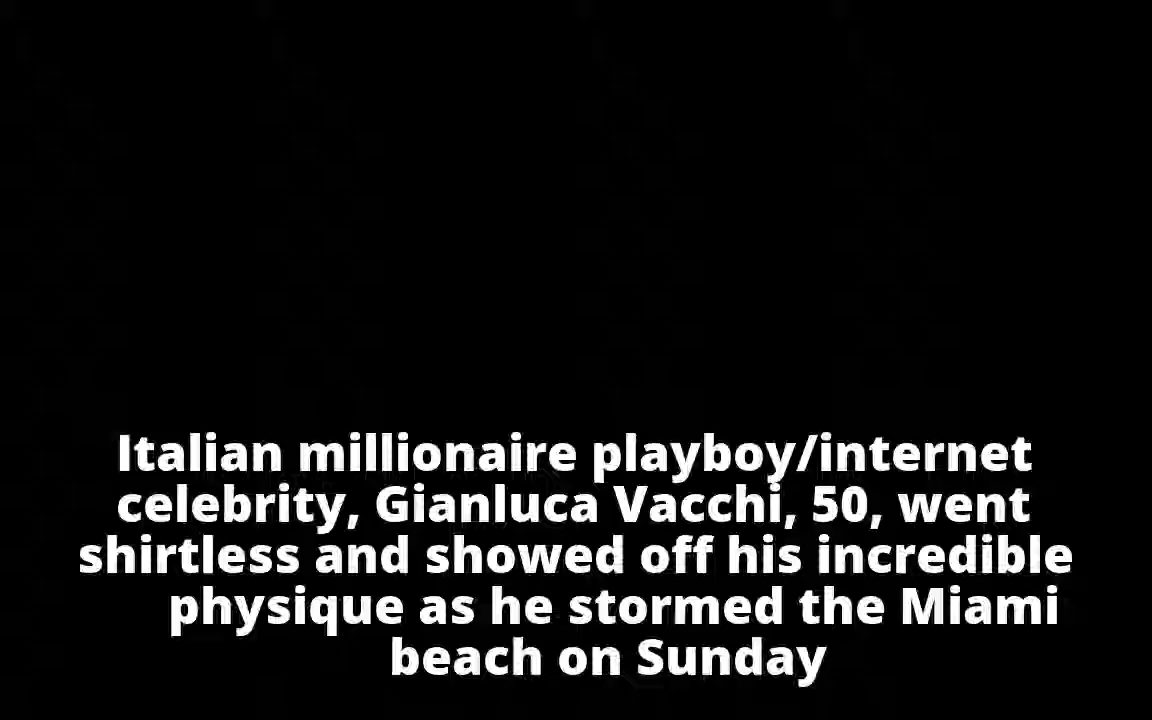 Italian millionaire playboy/internet
celebrity, Gianluca Vacchi, 50, went
shirtless and showed off his incredible
physique as he stormed the Miami
beach on Sunday